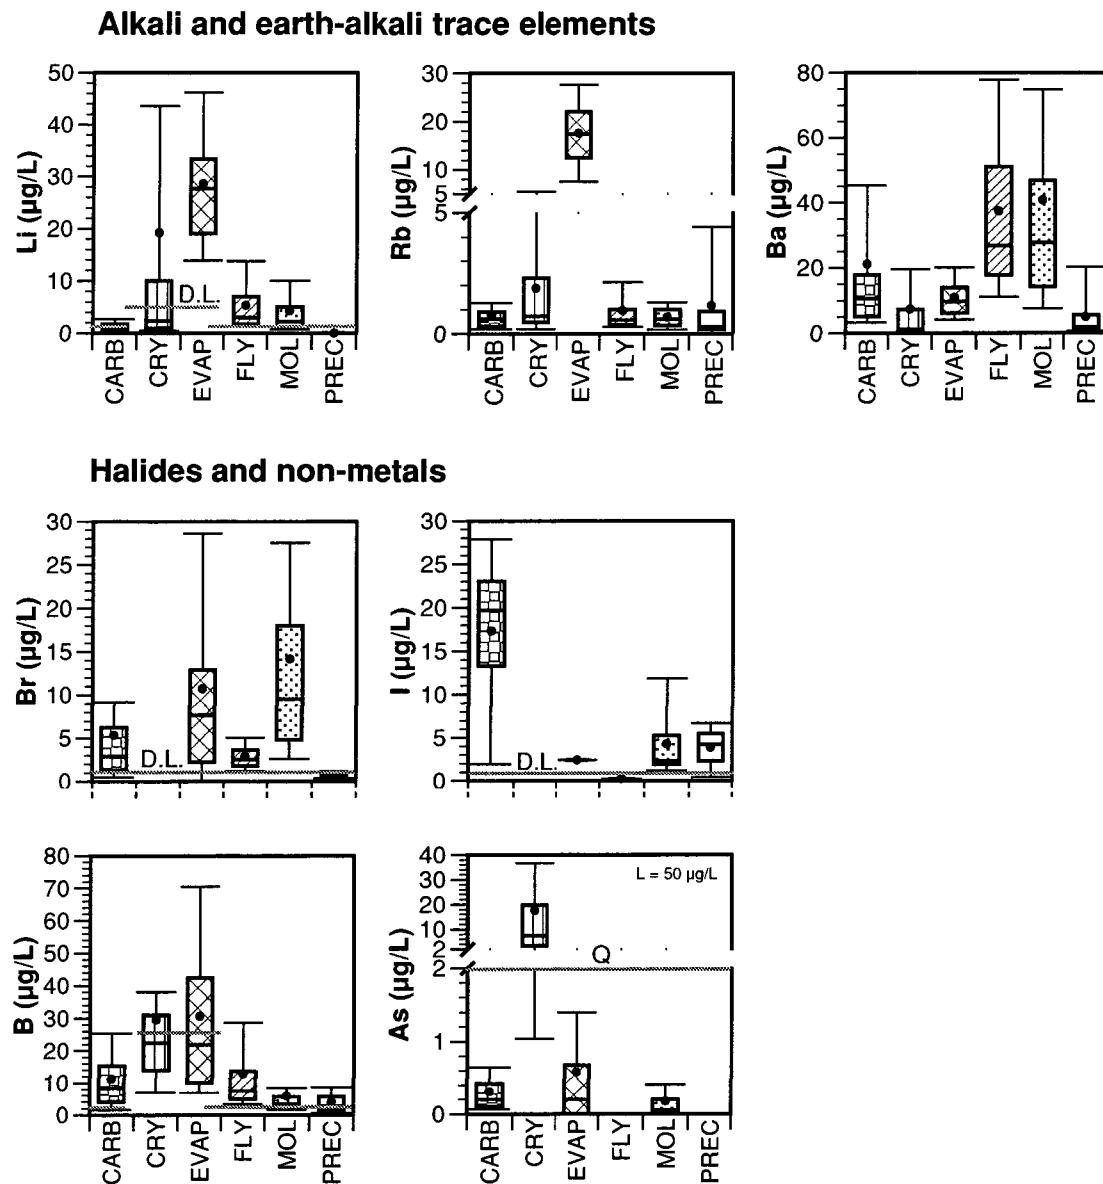 Alkali and earth-alkali trace elements
Li (µg/L)
50
40
30
20
10
0
D.L.
CARB
CRY
EVAP
FLY
MOL
PREC
Rb (µg/L)
30
20
10
5
5
0
CARB
CRY
EVAP
FLY
MOL
PREC
Ba (µg/L)
80
60
40
20
0
CARB
CRY
EVAP
FLY
MOL
PREC
Halides and non-metals
Br (µg/L)
30
25
20
15
10
5
0
D.L.
I (µg/L)
30
25
20
15
10
5
0
D.L.
B (µg/L)
80
70
60
50
40
30
20
10
0
CARB
CRY
EVAP
FLY
MOL
PREC
As (µg/L)
40
30
20
10
2
2
1
0
L = 50 µg/L
Q
CARB
CRY
EVAP
FLY
MOL
PREC